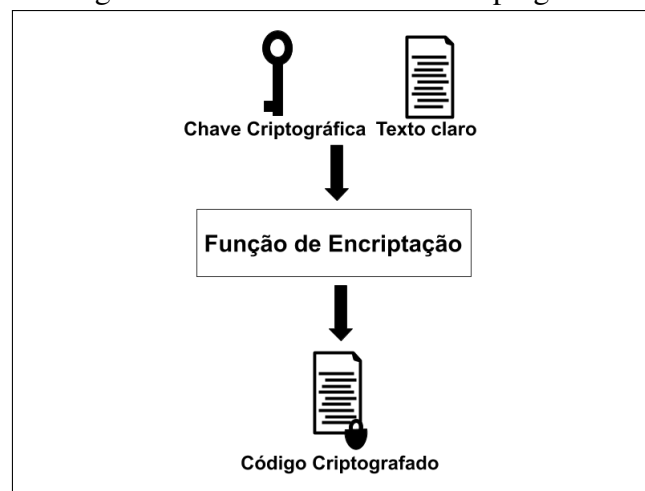 Chave Criptográfica Texto claro
Função de Encriptação
Código Criptografado